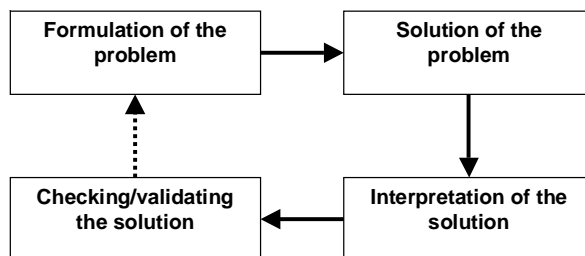 Formulation of the
problem
Solution of the
problem
Checking/validating
the solution
Interpretation of the
solution